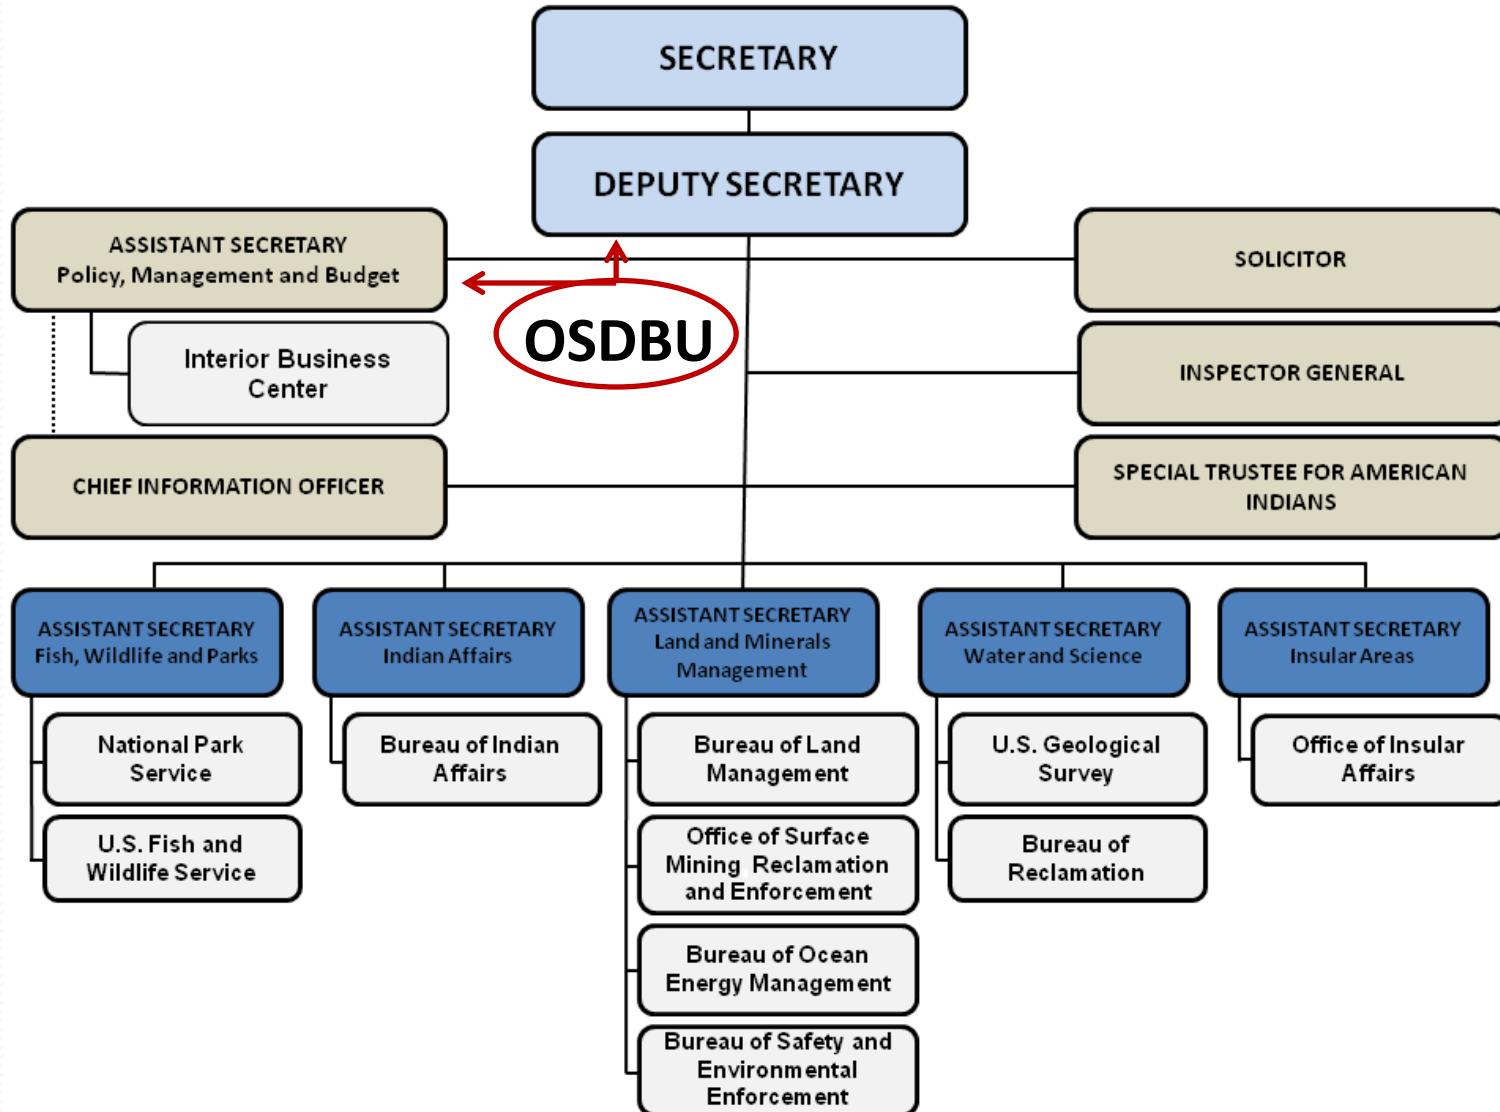 SECRETARY
DEPUTY SECRETARY
ASSISTANT SECRETARY
Policy, Management and Budget
SOLICITOR
OSDBU
Interior Business
Center
INSPECTOR GENERAL
CHIEF INFORMATION OFFICER
SPECIAL TRUSTEE FOR AMERICAN
INDIANS
ASSISTANT SECRETARY
Fish, Wildlife and Parks
ASSISTANT SECRETARY
Indian Affairs
ASSISTANT SECRETARY
Land and Minerals
Management
ASSISTANT SECRETARY
Water and Science
ASSISTANT SECRETARY
Insular Areas
National Park
Service
U.S. Fish and
Wildlife Service
Bureau of Indian
Affairs
Bureau of Land
Management
Office of Surface
Mining Reclamation
and Enforcement
Bureau of Ocean
Energy Management
Bureau of Safety and
Environmental
Enforcement
U.S. Geological
Survey
Bureau of
Reclamation
Office of Insular
Affairs